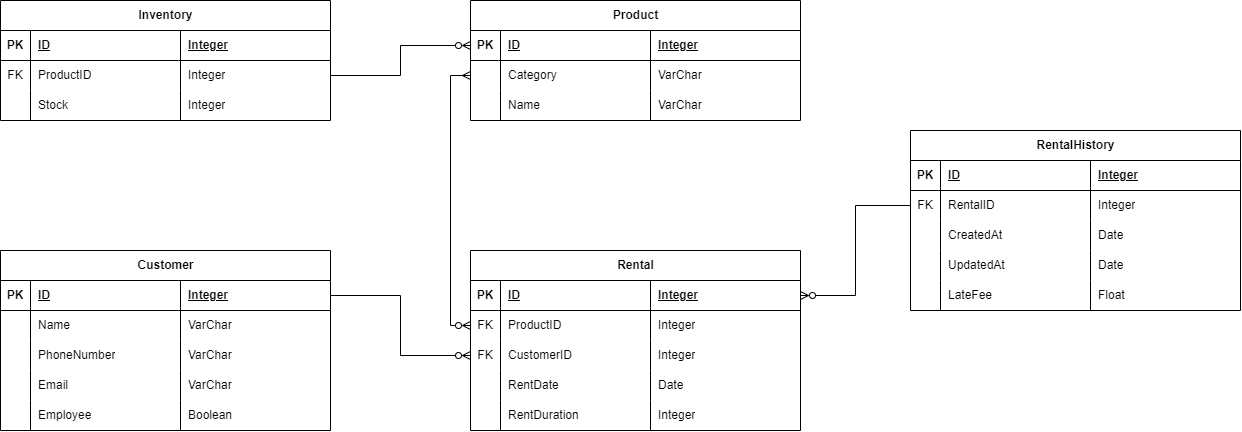 Inventory
PK ID Integer
FK ProductID Integer
Stock Integer
Product
PK ID Integer
Category VarChar
Name VarChar
RentalHistory
PK ID Integer
FK RentalID Integer
CreatedAt Date
UpdatedAt Date
LateFee Float
Customer
PK ID Integer
Name VarChar
PhoneNumber VarChar
Email VarChar
Employee Boolean
Rental
PK ID Integer
FK ProductID Integer
FK CustomerID Integer
RentDate Date
RentDuration Integer